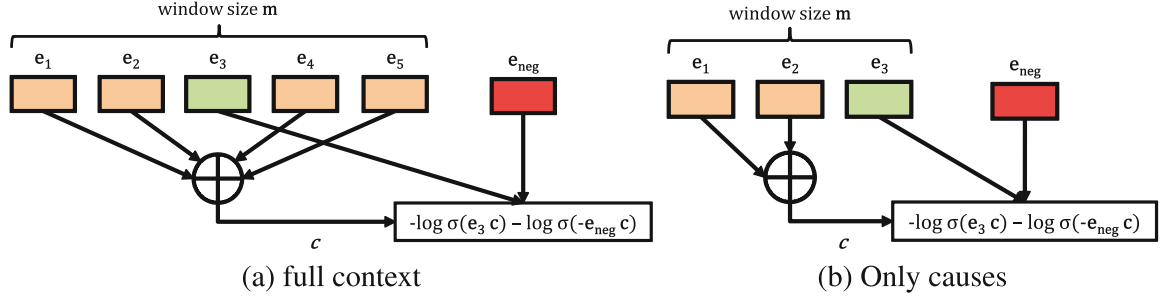 window size m
e1 e2 e3 e4 e5 eneg
-log σ(e3 c) – log σ(-eneg c)
c
(a) full context
window size m
e1 e2 e3 eneg
-log σ(e3 c) – log σ(-eneg c)
c
(b) Only causes